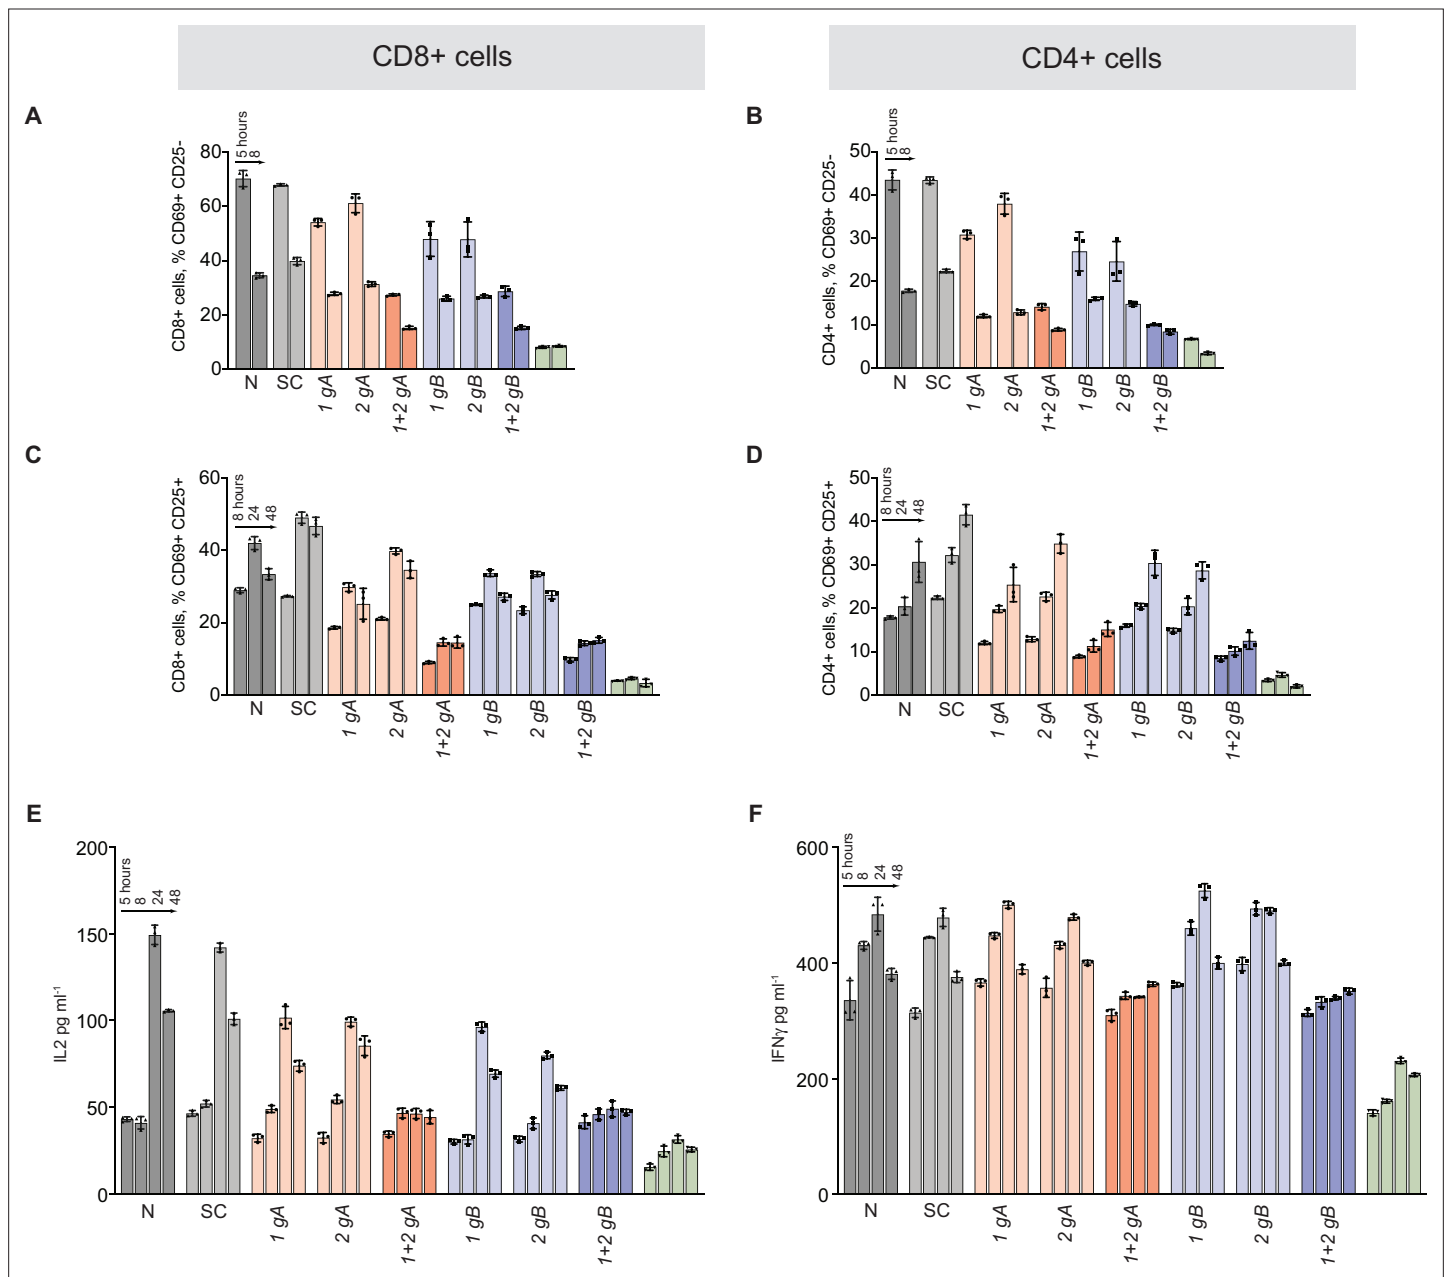 CD8+ cells
CD4+ cells
A
CD8+ cells, % CD69+ CD25-
80
60
40
20
0
5 hours
8
N
SC
1 gA
2 gA
1+2 gA
1 gB
2 gB
1+2 gB
B
CD4+ cells, % CD69+ CD25-
50
40
30
20
10
0
5 hours
8
N
SC
1 gA
2 gA
1+2 gA
1 gB
2 gB
1+2 gB
C
CD8+ cells, % CD69+ CD25+
60
40
20
0
8 hours
24
48
N
SC
1 gA
2 gA
1+2 gA
1 gB
2 gB
1+2 gB
D
CD4+ cells, % CD69+ CD25+
50
40
30
20
10
0
8 hours
24
48
N
SC
1 gA
2 gA
1+2 gA
1 gB
2 gB
1+2 gB
E
IL2 pg ml-1
200
150
100
50
0
5 hours
8
24
48
N
SC
1 gA
2 gA
1+2 gA
1 gB
2 gB
1+2 gB
F
IFNγ pg ml-1
600
400
200
0
5 hours
8
24
48
N
SC
1 gA
2 gA
1+2 gA
1 gB
2 gB
1+2 gB